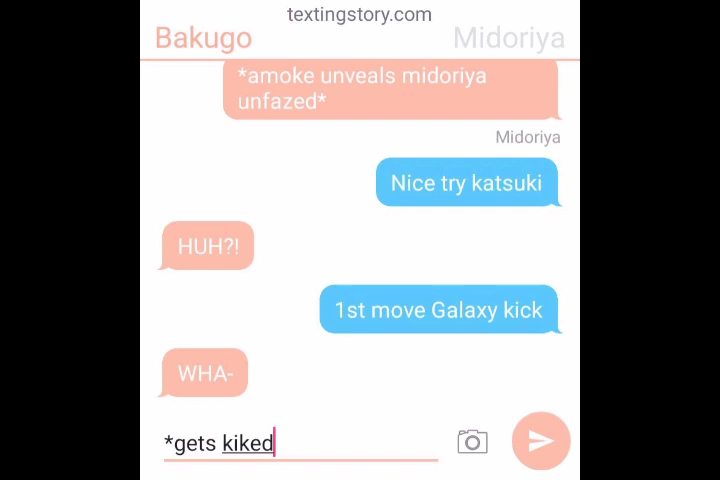 textingstory.com
Bakugo Midoriya
*amoke unveals midoriya
unfazed*
Midoriya
Nice try katsuki
HUH?!
1st move Galaxy kick
WHA-
*gets kiked